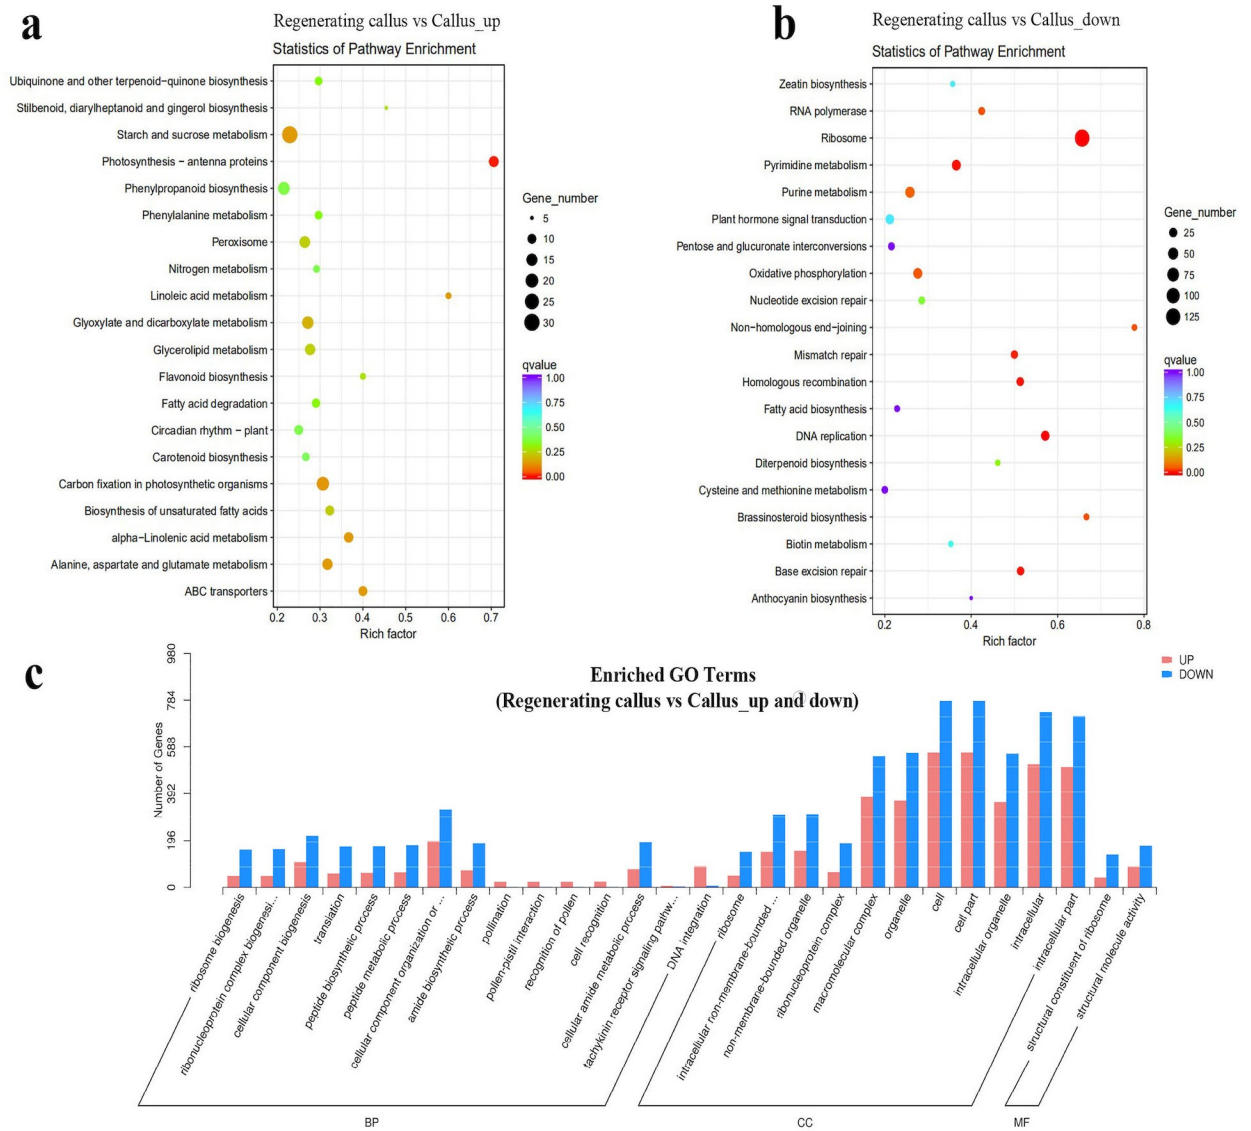 a
Regenerating callus vs Callus_up
Statistics of Pathway Enrichment
Ubiquinone and other terpenoid−quinone biosynthesis
Stilbenoid, diarylheptanoid and gingerol biosynthesis
Starch and sucrose metabolism
Photosynthesis − antenna proteins
Phenylpropanoid biosynthesis
Phenylalanine metabolism
Peroxisome
Nitrogen metabolism
Linoleic acid metabolism
Glyoxylate and dicarboxylate metabolism
Glycerolipid metabolism
Flavonoid biosynthesis
Fatty acid degradation
Circadian rhythm − plant
Carotenoid biosynthesis
Carbon fixation in photosynthetic organisms
Biosynthesis of unsaturated fatty acids
alpha−Linolenic acid metabolism
Alanine, aspartate and glutamate metabolism
ABC transporters
0.2 0.3 0.4 0.5 0.6 0.7
Rich factor
Gene_number
5
10
15
20
25
30
qvalue
1.00
0.75
0.50
0.25
0.00
b
Regenerating callus vs Callus_down
Statistics of Pathway Enrichment
Zeatin biosynthesis
RNA polymerase
Ribosome
Pyrimidine metabolism
Purine metabolism
Plant hormone signal transduction
Pentose and glucuronate interconversions
Oxidative phosphorylation
Nucleotide excision repair
Non−homologous end−joining
Mismatch repair
Homologous recombination
Fatty acid biosynthesis
DNA replication
Diterpenoid biosynthesis
Cysteine and methionine metabolism
Brassinosteroid biosynthesis
Biotin metabolism
Base excision repair
Anthocyanin biosynthesis
0.2 0.4 0.6 0.8
Rich factor
Gene_number
25
50
75
100
125
qvalue
1.00
0.75
0.50
0.25
0.00
c
Enriched GO Terms
(Regenerating callus vs Callus_up and down)
UP
DOWN
Number of Genes
980
784
588
392
196
0
ribosome biogenesis
ribonucleoprotein complex biogenesi...
cellular component biogenesis
translation
peptide biosynthetic process
peptide metabolic process
cellular component organization or ...
amide biosynthetic process
pollination
pollen-pistil interaction
recognition of pollen
cell recognition
cellular amide metabolic process
tachykinin receptor signaling pathw...
DNA integration
ribosome
intracellular non-membrane-bounded ...
non-membrane-bounded organelle
ribonucleoprotein complex
macromolecular complex
organelle
cell
cell part
intracellular organelle
intracellular
intracellular part
structural constituent of ribosome
structural molecule activity
BP
CC
MF